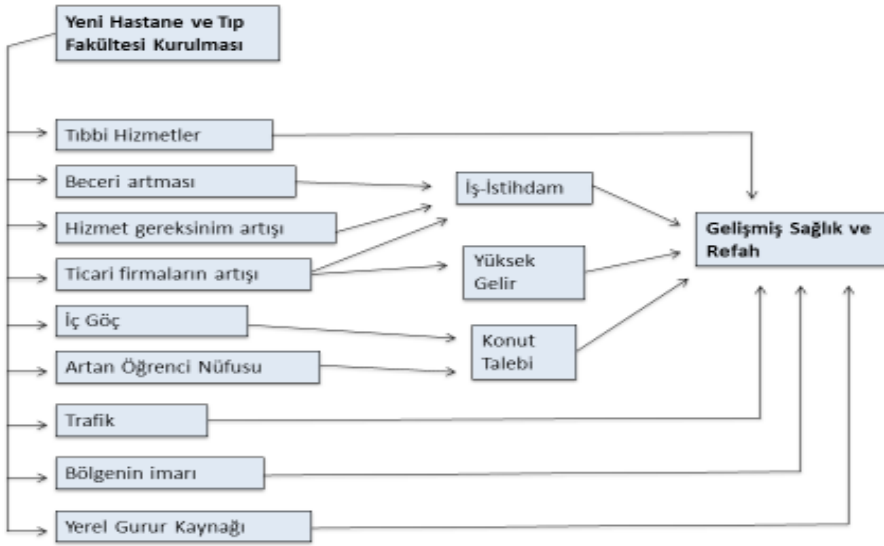 Yeni Hastane ve Tıp
Fakültesi Kurulması
Tıbbi Hizmetler
Beceri artması
Hizmet gereksinim artışı
Ticari firmaların artışı
İç Göç
Artan Öğrenci Nüfusu
Trafik
Bölgenin imarı
Yerel Gurur Kaynağı
İş-İstihdam
Yüksek
Gelir
Konut
Talebi
Gelişmiş Sağlık ve
Refah